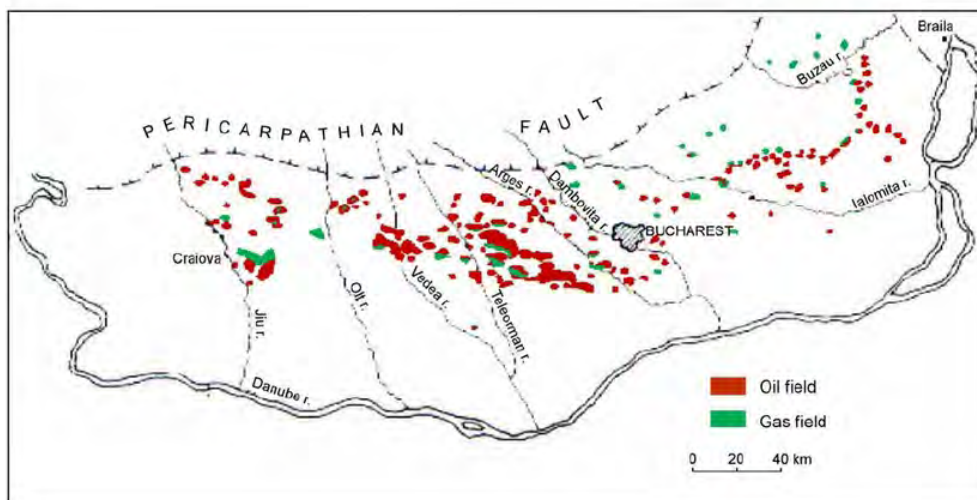 Braila
Buzau r.
PERICARPATHIAN FAULT
Arges r.
Dambovita r.
Ialomita r.
BUCHAREST
Craiova
Olt r.
Vedea r.
Teleorman r.
Jiu r.
Danube r.
Oil field
Gas field
0 20 40 km